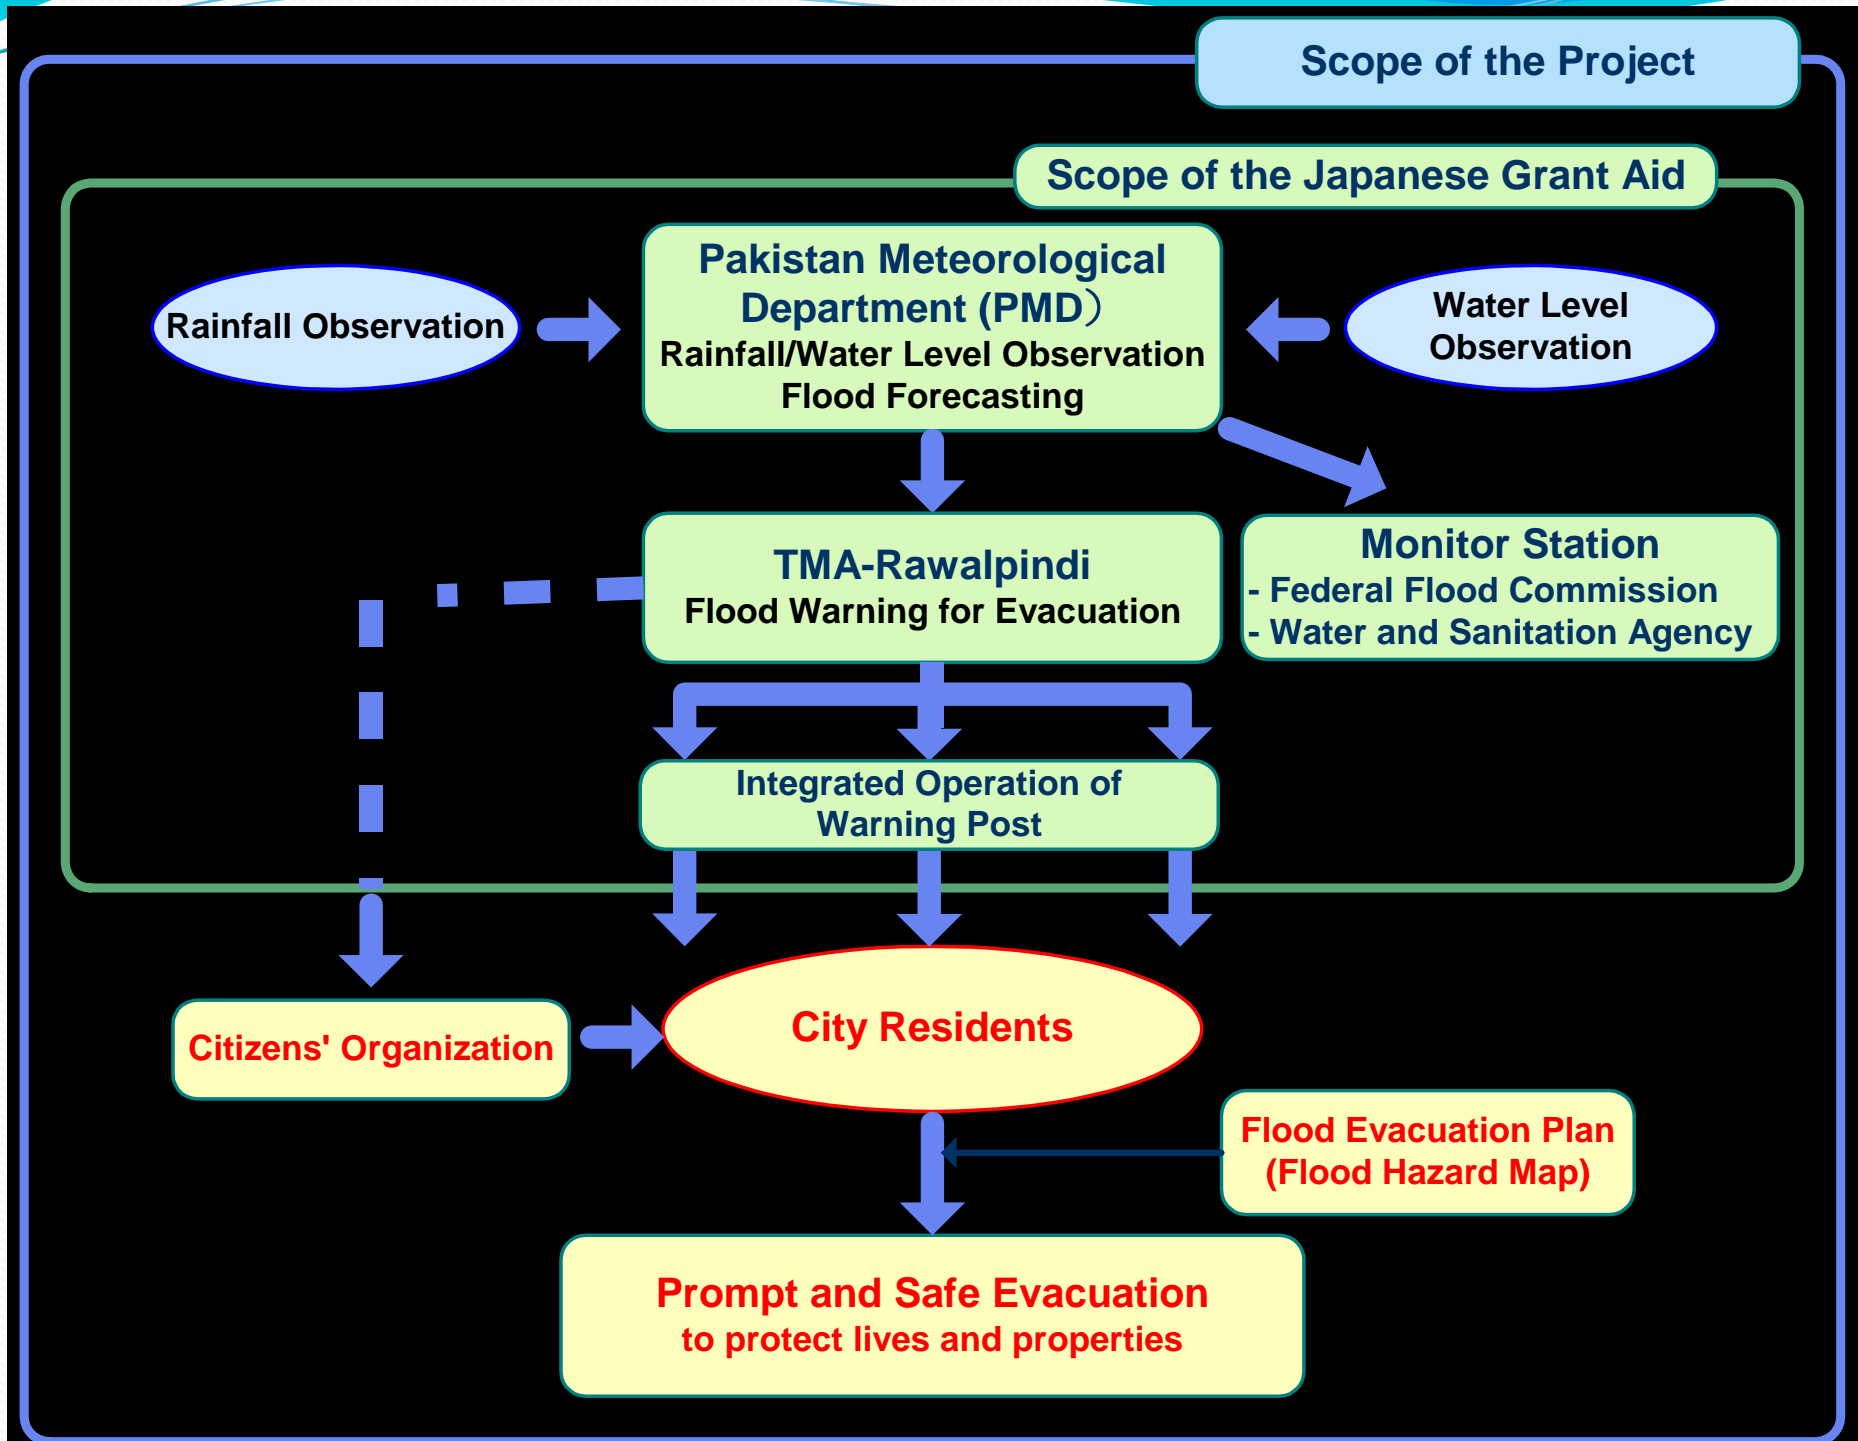 Scope of the Project
Scope of the Japanese Grant Aid
Pakistan Meteorological
Department (PMD）
Rainfall/Water Level Observation
Flood Forecasting
Rainfall Observation
Water Level
Observation
TMA-Rawalpindi
Flood Warning for Evacuation
Monitor Station
- Federal Flood Commission
- Water and Sanitation Agency
Integrated Operation of
Warning Post
Citizens' Organization
City Residents
Flood Evacuation Plan
(Flood Hazard Map)
Prompt and Safe Evacuation
to protect lives and properties